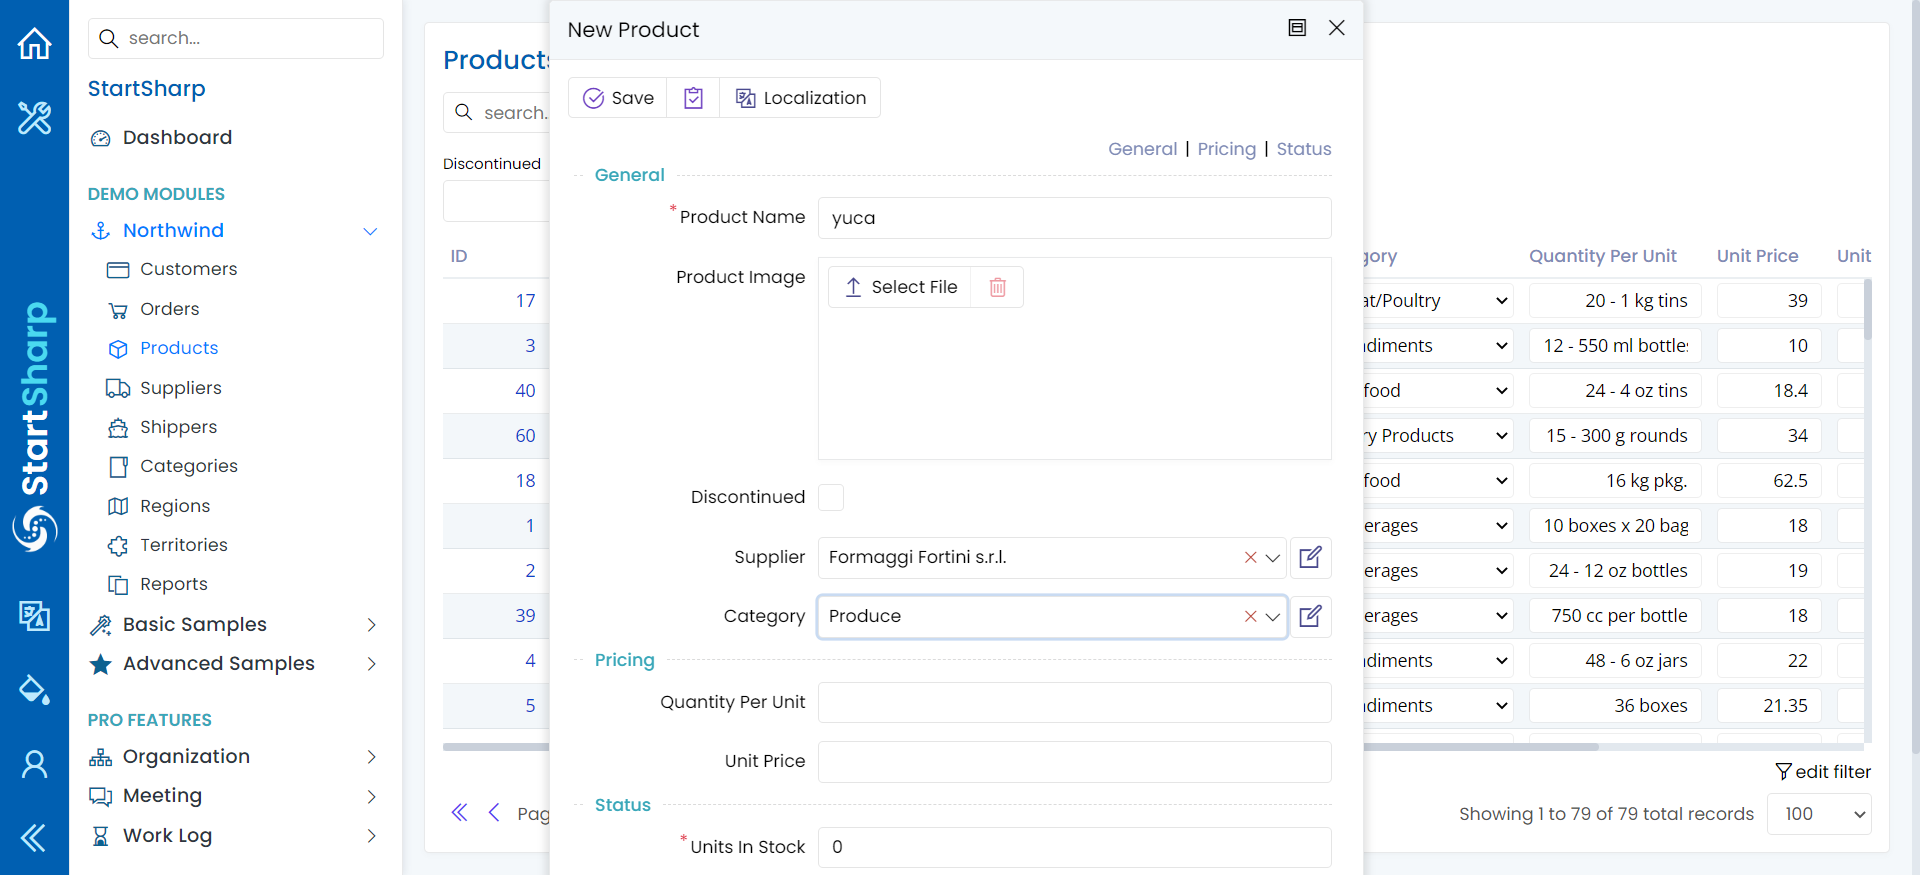 StartSharp
search...
StartSharp
Dashboard
DEMO MODULES
Northwind
Customers
Orders
Products
Suppliers
Shippers
Categories
Regions
Territories
Reports
Basic Samples
Advanced Samples
PRO FEATURES
Organization
Meeting
Work Log
Products
search.
Discontinued
ID
17
3
40
60
18
1
2
39
4
5
Pag
New Product
Save
Localization
General | Pricing | Status
General
*Product Name
yuca
Product Image
Select File
Discontinued
Supplier
Formaggi Fortini s.r.l.
Category
Produce
Pricing
Quantity Per Unit
Unit Price
Status
*Units In Stock
0
gory Quantity Per Unit Unit Price Unit
at/Poultry 20 - 1 kg tins 39
diments 12 - 550 ml bottles 10
food 24 - 4 oz tins 18.4
ry Products 15 - 300 g rounds 34
food 16 kg pkg. 62.5
erages 10 boxes x 20 bag 18
erages 24 - 12 oz bottles 19
erages 750 cc per bottle 18
diments 48 - 6 oz jars 22
diments 36 boxes 21.35
edit filter
Showing 1 to 79 of 79 total records 100